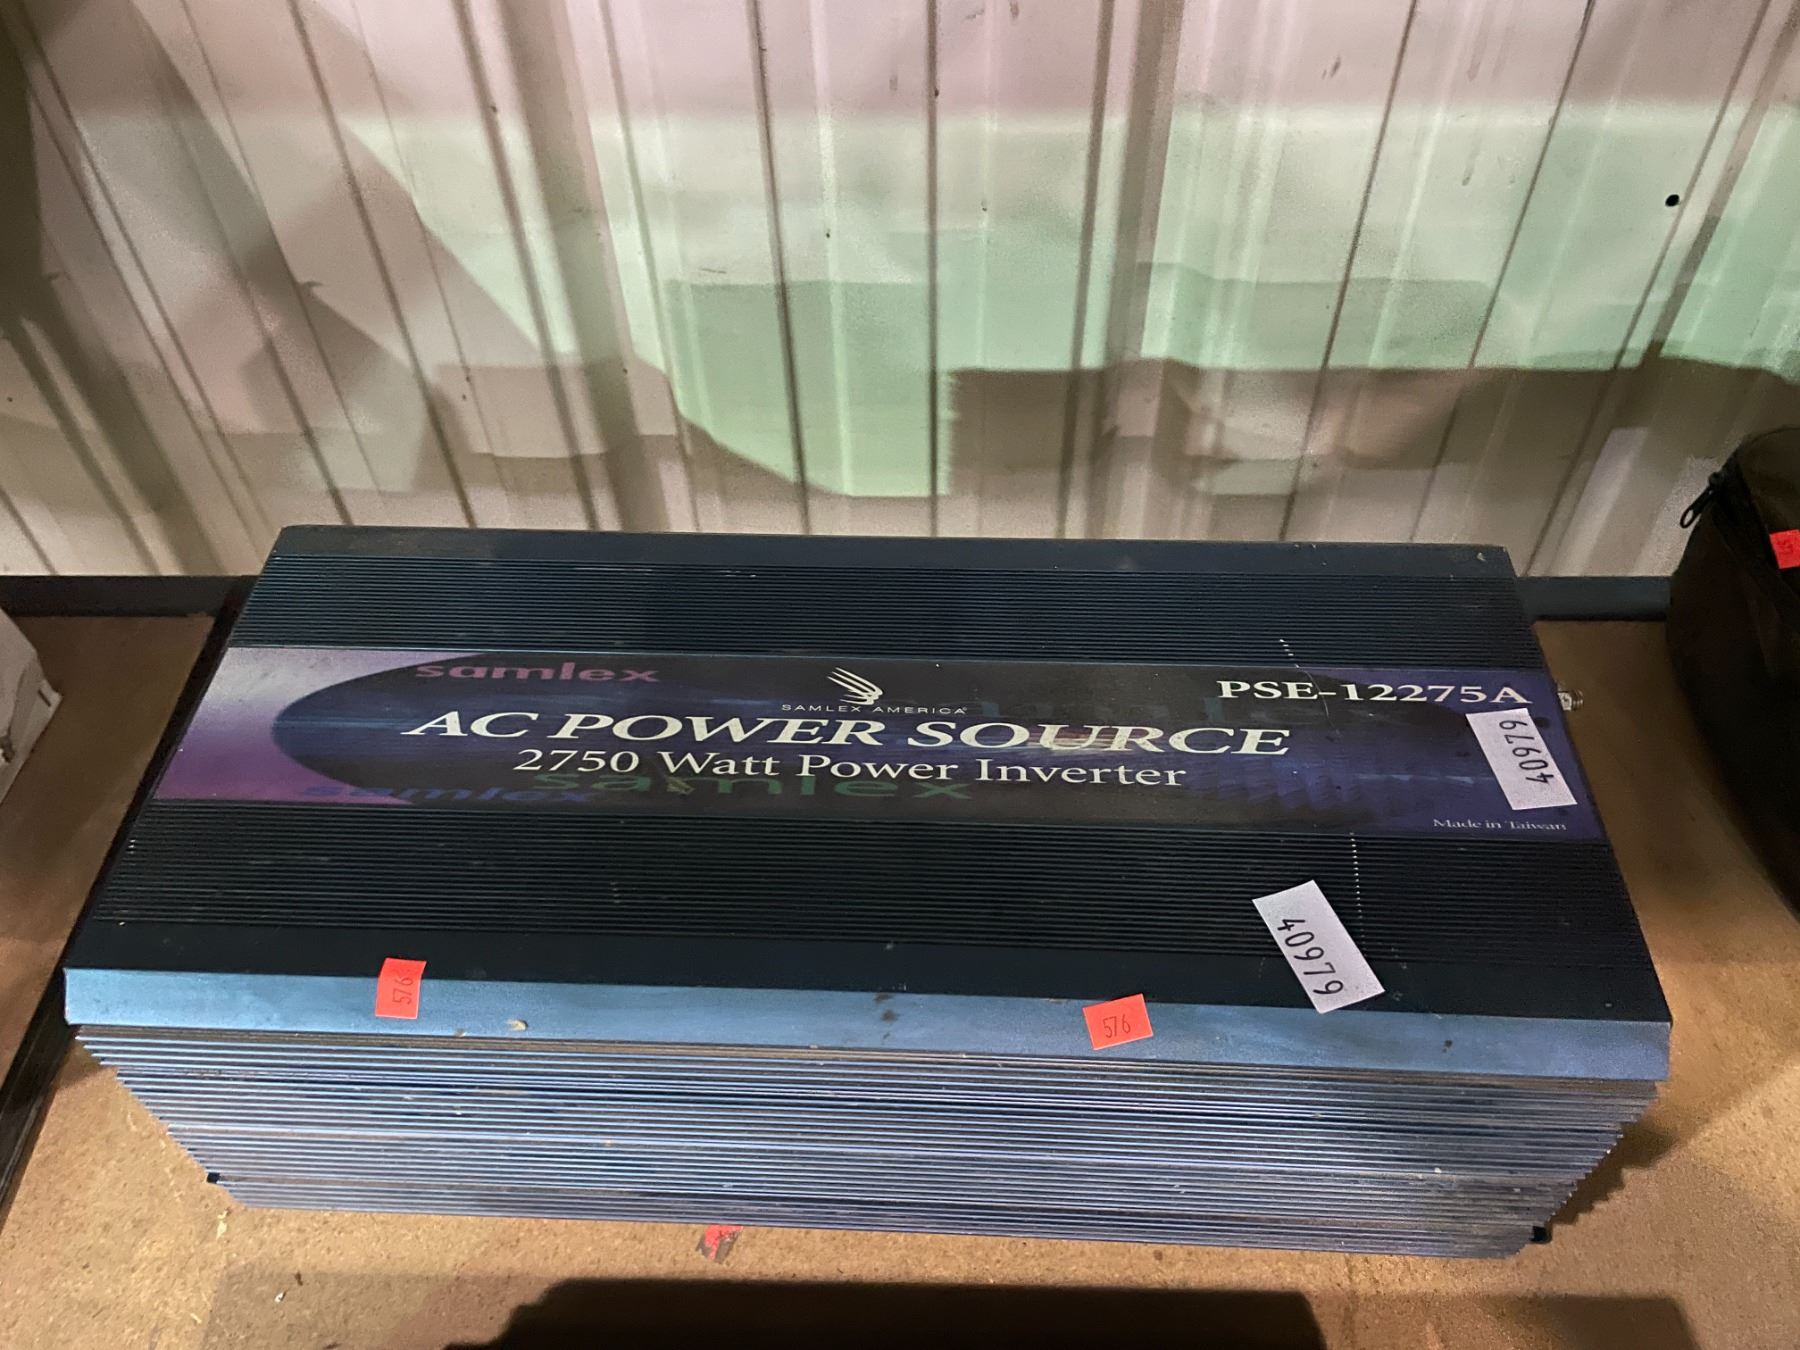 samlex
SAMLEX AMERICA®
PSE-12275A
AC POWER SOURCE
2750 Watt Power Inverter
samlex
samlex
40979
Made in Taiwan
40979
576
576